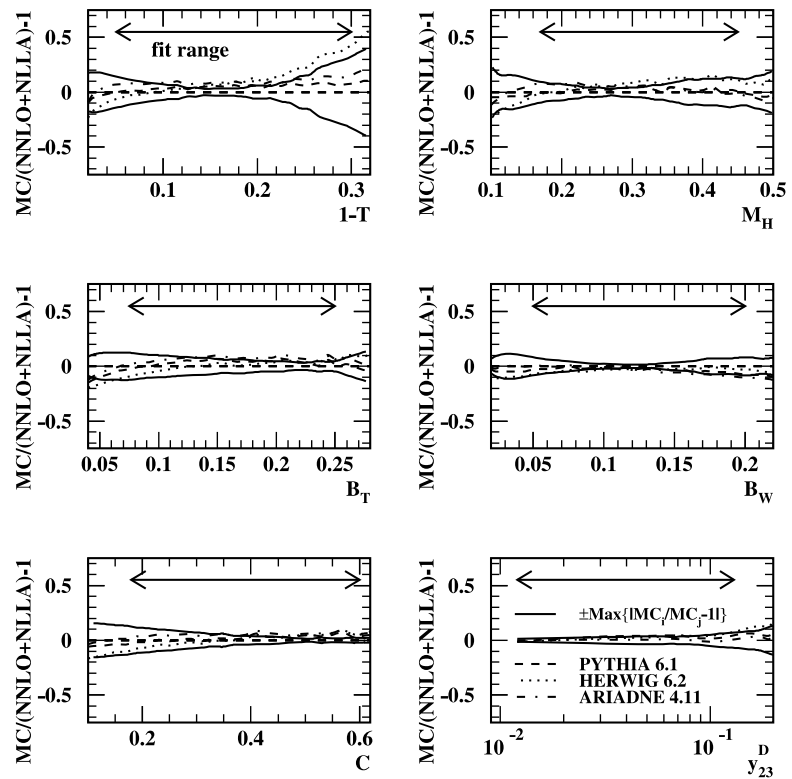 MC/(NNLO+NLLA)-1
0.5
0
-0.5
fit range
0.1
0.2
0.3
1-T
MC/(NNLO+NLLA)-1
0.5
0
-0.5
0.1
0.2
0.3
0.4
0.5
M_H
MC/(NNLO+NLLA)-1
0.5
0
-0.5
0.05
0.1
0.15
0.2
0.25
B_T
MC/(NNLO+NLLA)-1
0.5
0
-0.5
0.05
0.1
0.15
0.2
B_W
MC/(NNLO+NLLA)-1
0.5
0
-0.5
0.2
0.4
0.6
C
MC/(NNLO+NLLA)-1
0.5
0
-0.5
±Max{|MC_i/MC_j-1|}
PYTHIA 6.1
HERWIG 6.2
ARIADNE 4.11
10^-2
10^-1
y_23^D